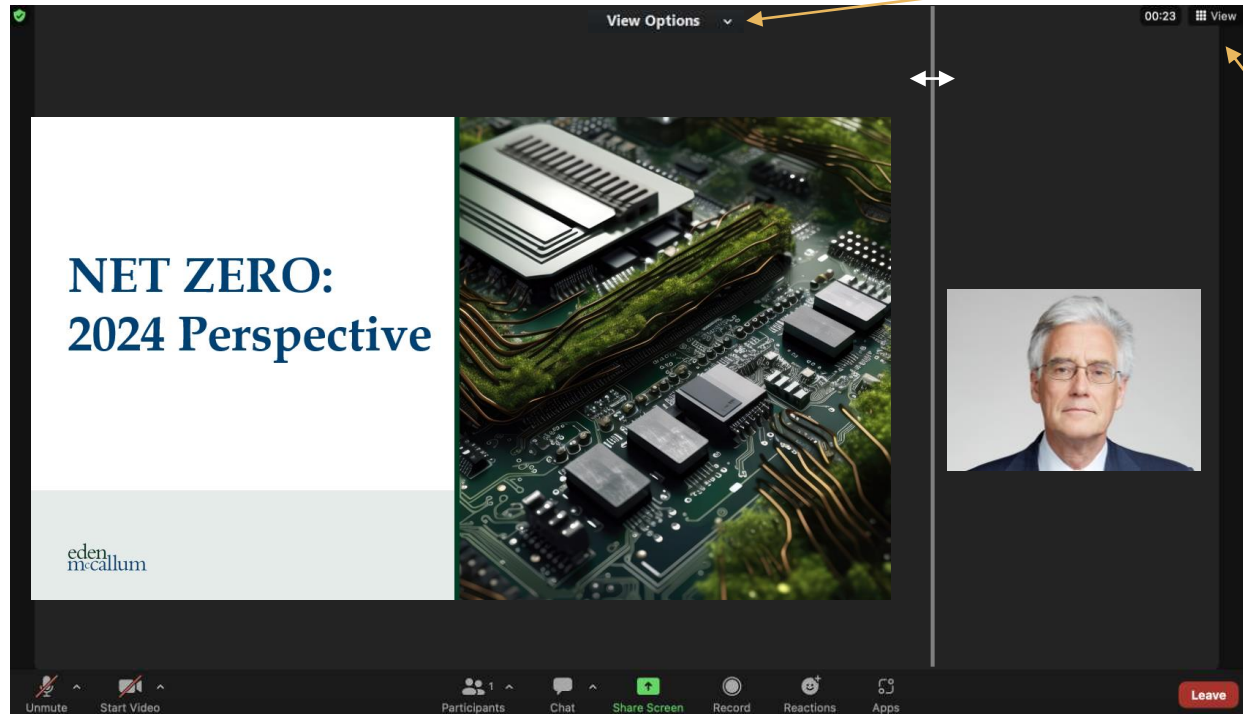 View Options
00:23
View
NET ZERO:
2024 Perspective
eden
mccallum
Unmute
Start Video
1
Participants
Chat
Share Screen
Record
Reactions
Apps
Leave